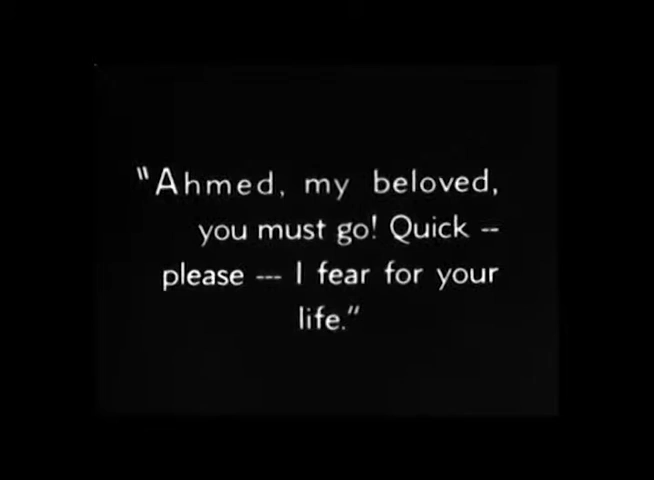 "Ahmed, my beloved,
you must go! Quick --
please --- I fear for your
life."